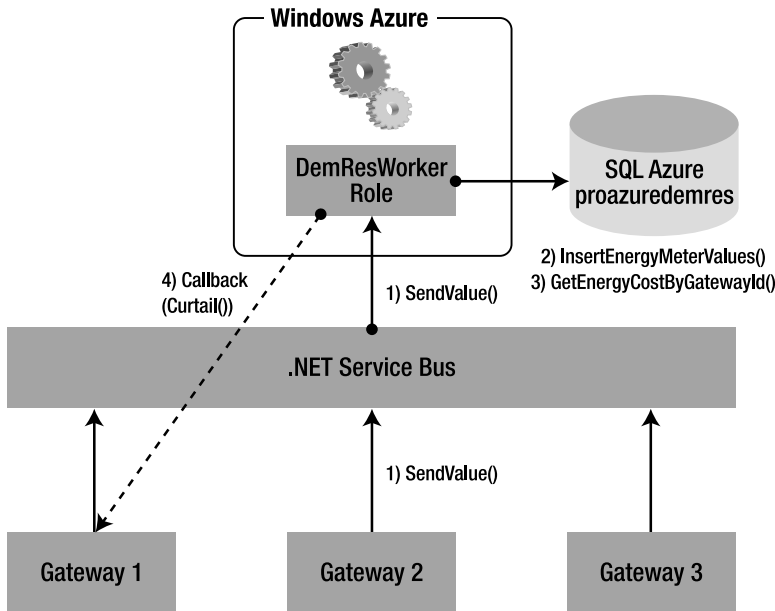 Windows Azure
DemResWorker
Role
SQL Azure
proazuredemres
2) InsertEnergyMeterValues()
3) GetEnergyCostByGatewayId()
4) Callback
(Curtail())
1) SendValue()
.NET Service Bus
1) SendValue()
Gateway 1
Gateway 2
Gateway 3